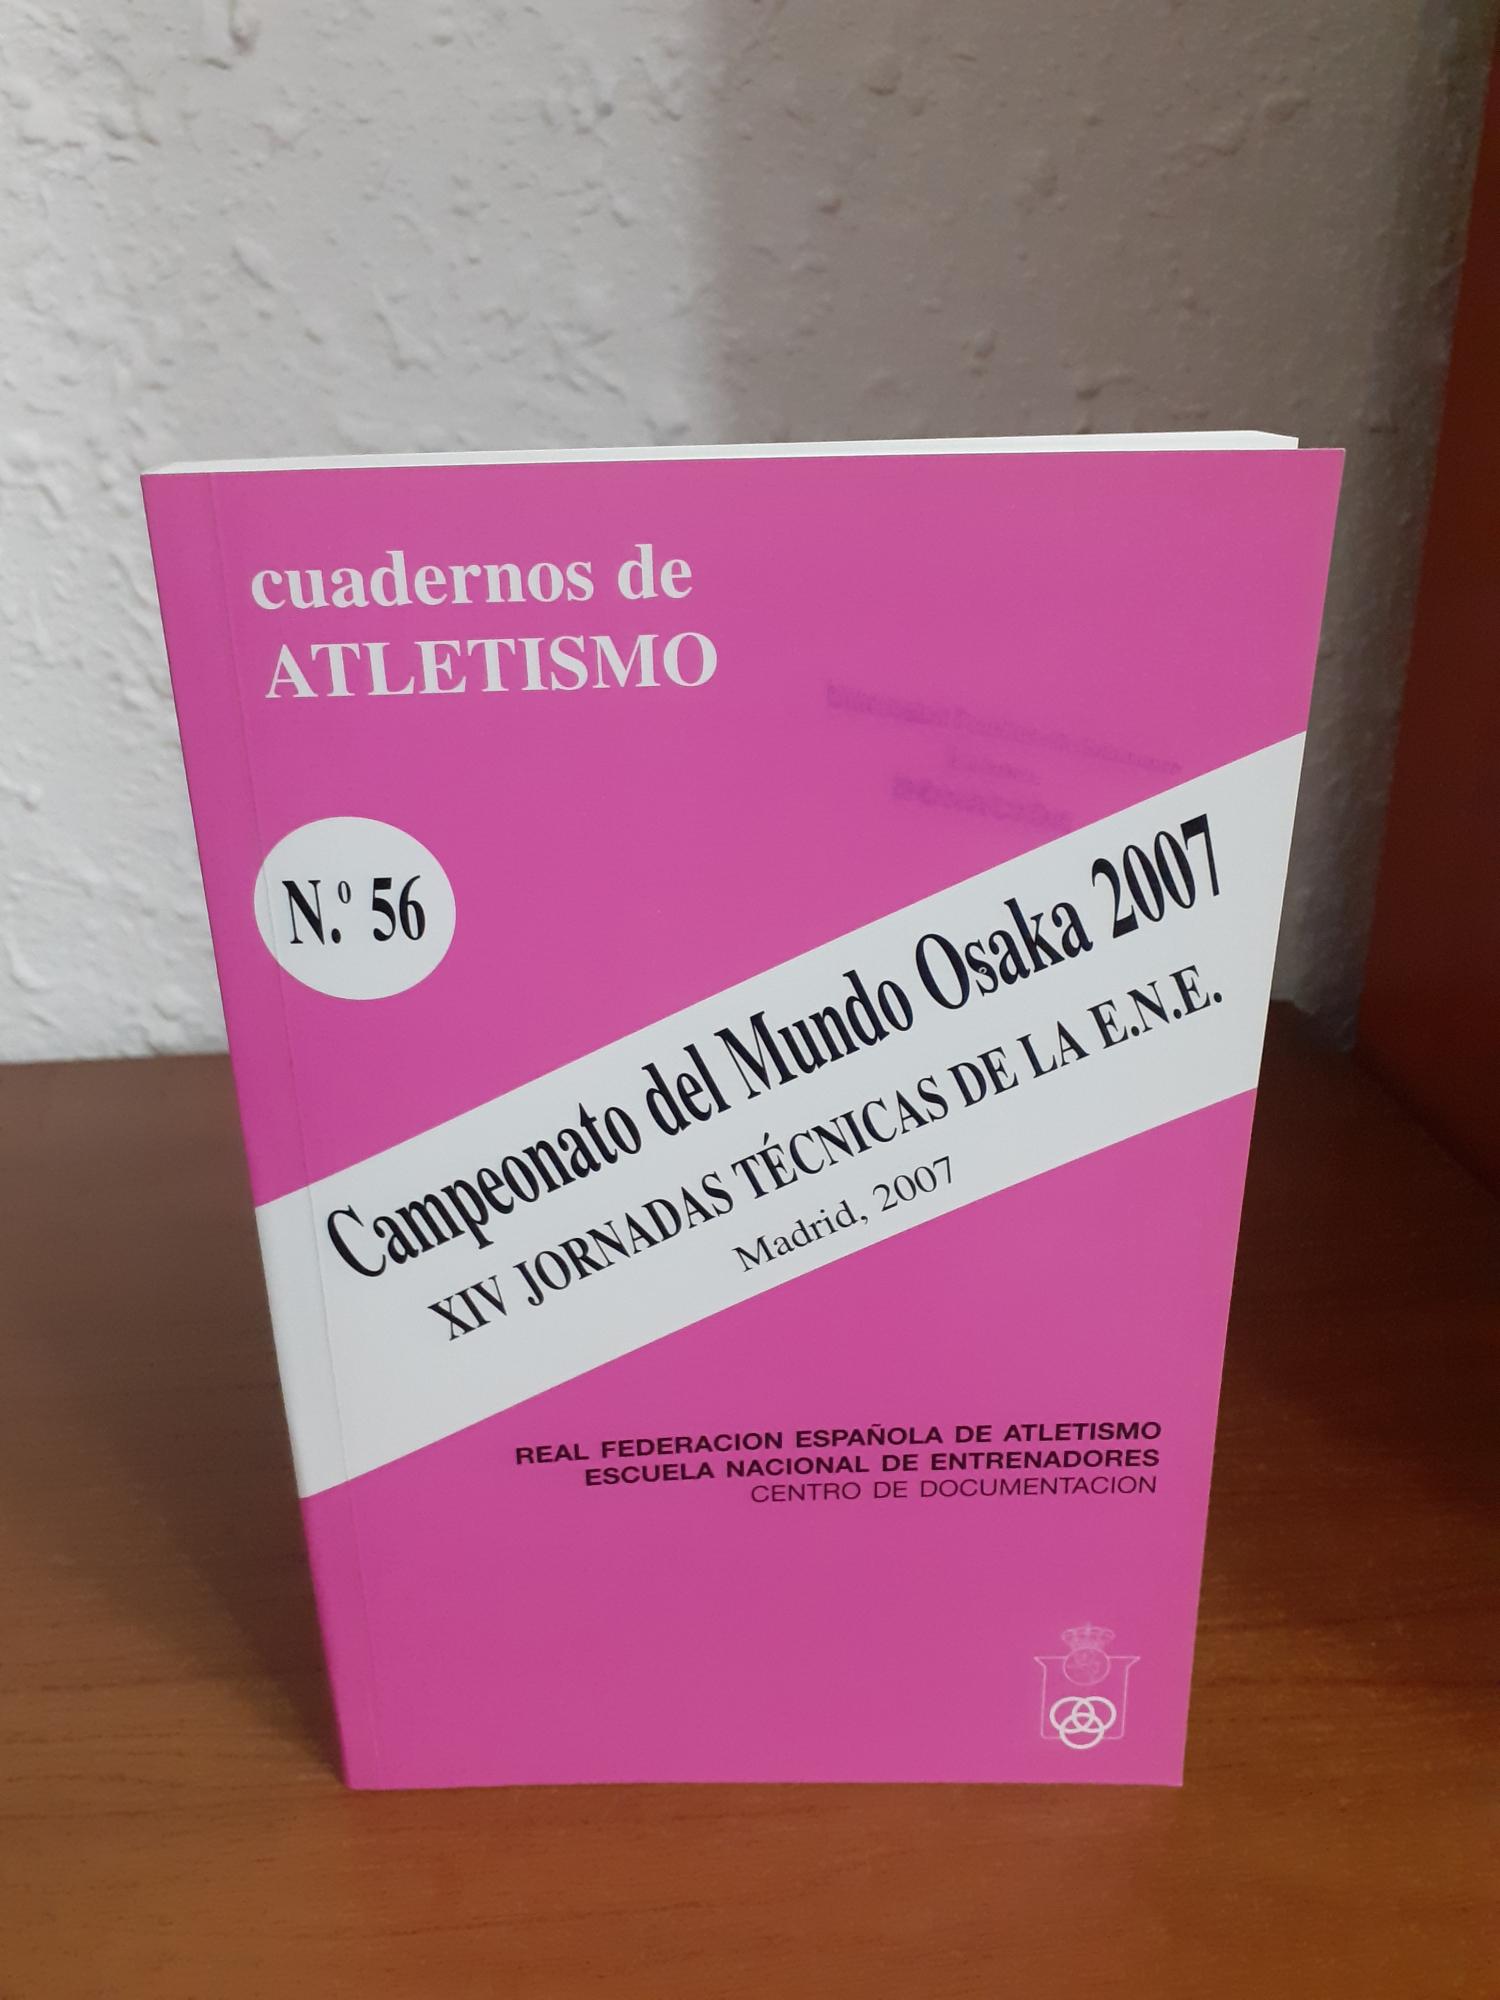 cuadernos de
ATLETISMO
N.º 56
Campeonato del Mundo Osaka 2007
XIV JORNADAS TÉCNICAS DE LA E.N.E.
Madrid, 2007
REAL FEDERACION ESPAÑOLA DE ATLETISMO
ESCUELA NACIONAL DE ENTRENADORES
CENTRO DE DOCUMENTACION